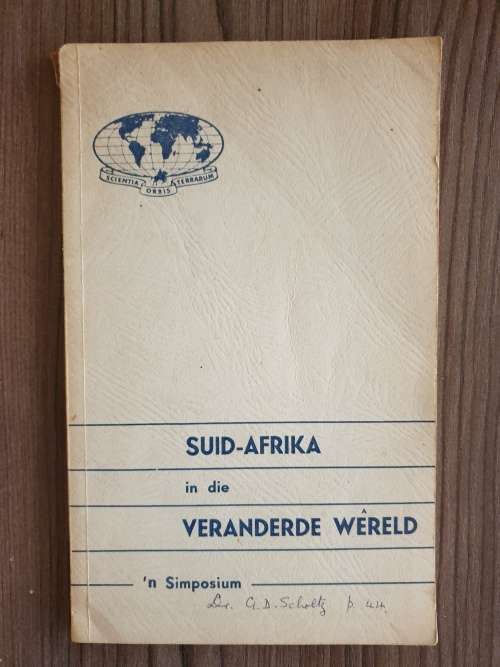 SCIENTIA ORBIS TERRARUM
SUID-AFRIKA
in die
VERANDERDE WÊRELD
'n Simposium
Dr. G. D. Scholtz p. 44.